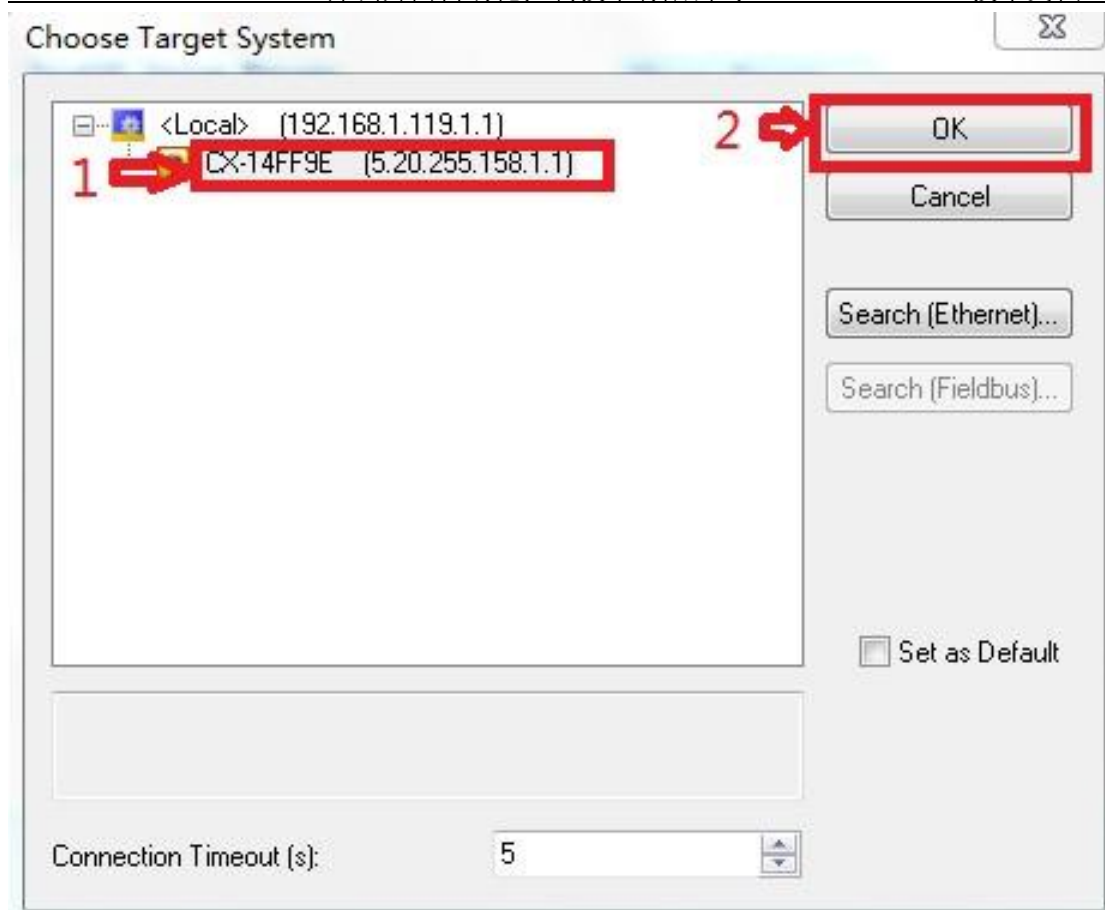 Choose Target System
<Local> (192.168.1.119.1.1)
1
CX-14FF9E (5.20.255.158.1.1)
2
OK
Cancel
Search (Ethernet)...
Search (Fieldbus)...
Set as Default
Connection Timeout (s):
5